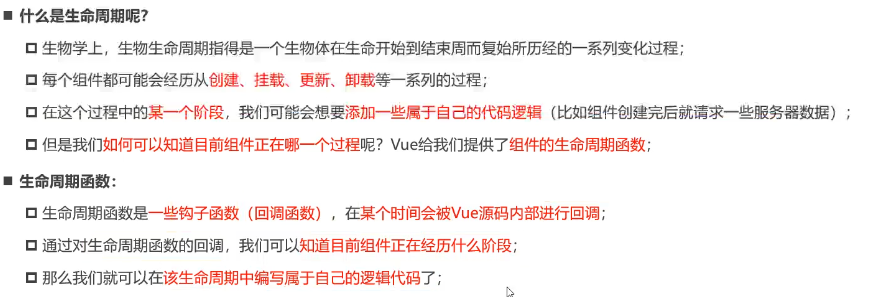 什么是生命周期呢?
生物学上，生物生命周期指得是一个生物体在生命开始到结束周而复始所历经的一系列变化过程；
每个组件都可能会经历从创建、挂载、更新、卸载等一系列的过程；
在这个过程中的某一个阶段，我们可能会想要添加一些属于自己的代码逻辑（比如组件创建完后就请求一些服务器数据）；
但是我们如何可以知道目前组件正在哪一个过程呢？Vue给我们提供了组件的生命周期函数；
生命周期函数：
生命周期函数是一些钩子函数（回调函数），在某个时间会被Vue源码内部进行回调；
通过对生命周期函数的回调，我们可以知道目前组件正在经历什么阶段；
那么我们就可以在该生命周期中编写属于自己的逻辑代码了；